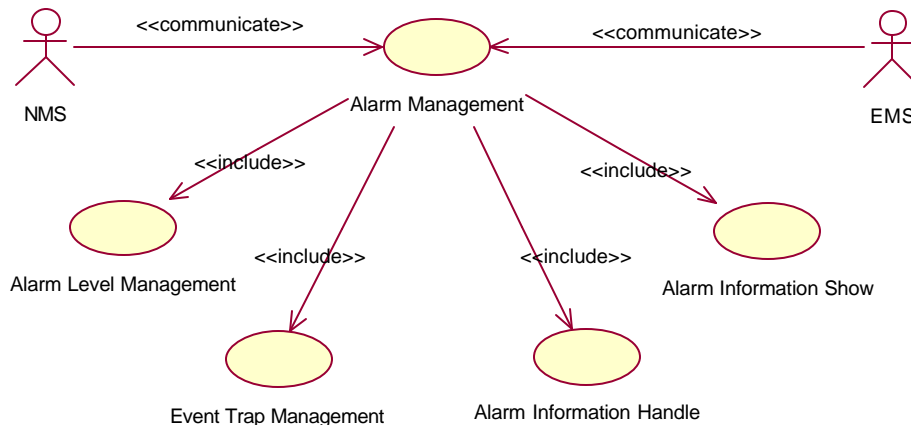 <<communicate>>
<<communicate>>
NMS
Alarm Management
EMS
<<include>>
<<include>>
<<include>>
<<include>>
Alarm Level Management
Alarm Information Show
Event Trap Management
Alarm Information Handle